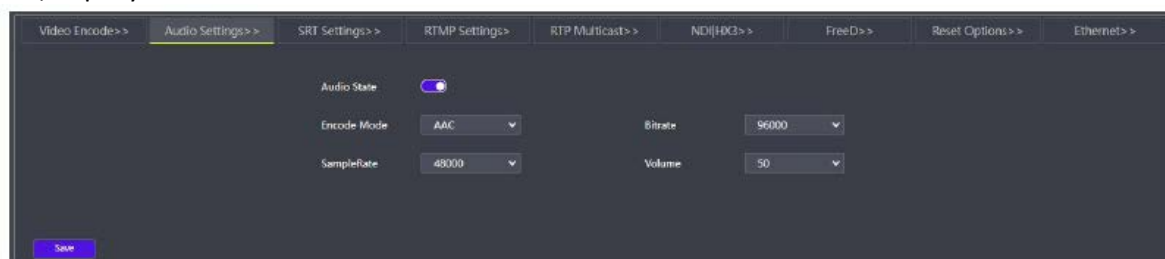 Video Encode>> Audio Settings>> SRT Settings>> RTMP Settings> RTP Multicast>> NDI|HX3>> FreeD>> Reset Options>> Ethernet>>
Audio State
Encode Mode AAC Bitrate 96000
SampleRate 48000 Volume 50
Save